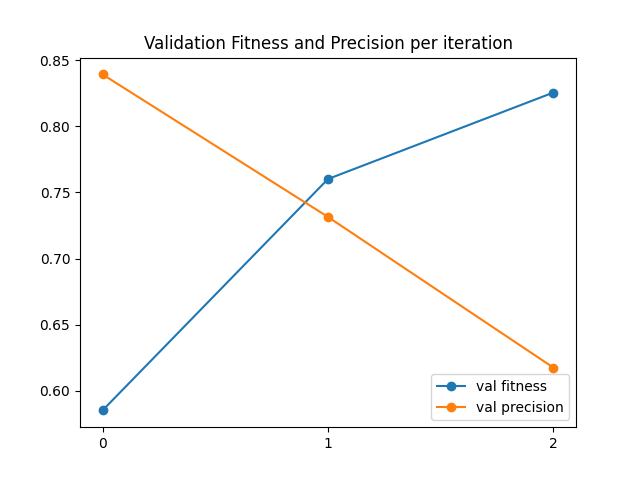 Validation Fitness and Precision per iteration
0.85
0.80
0.75
0.70
0.65
0.60
0 1 2
val fitness
val precision